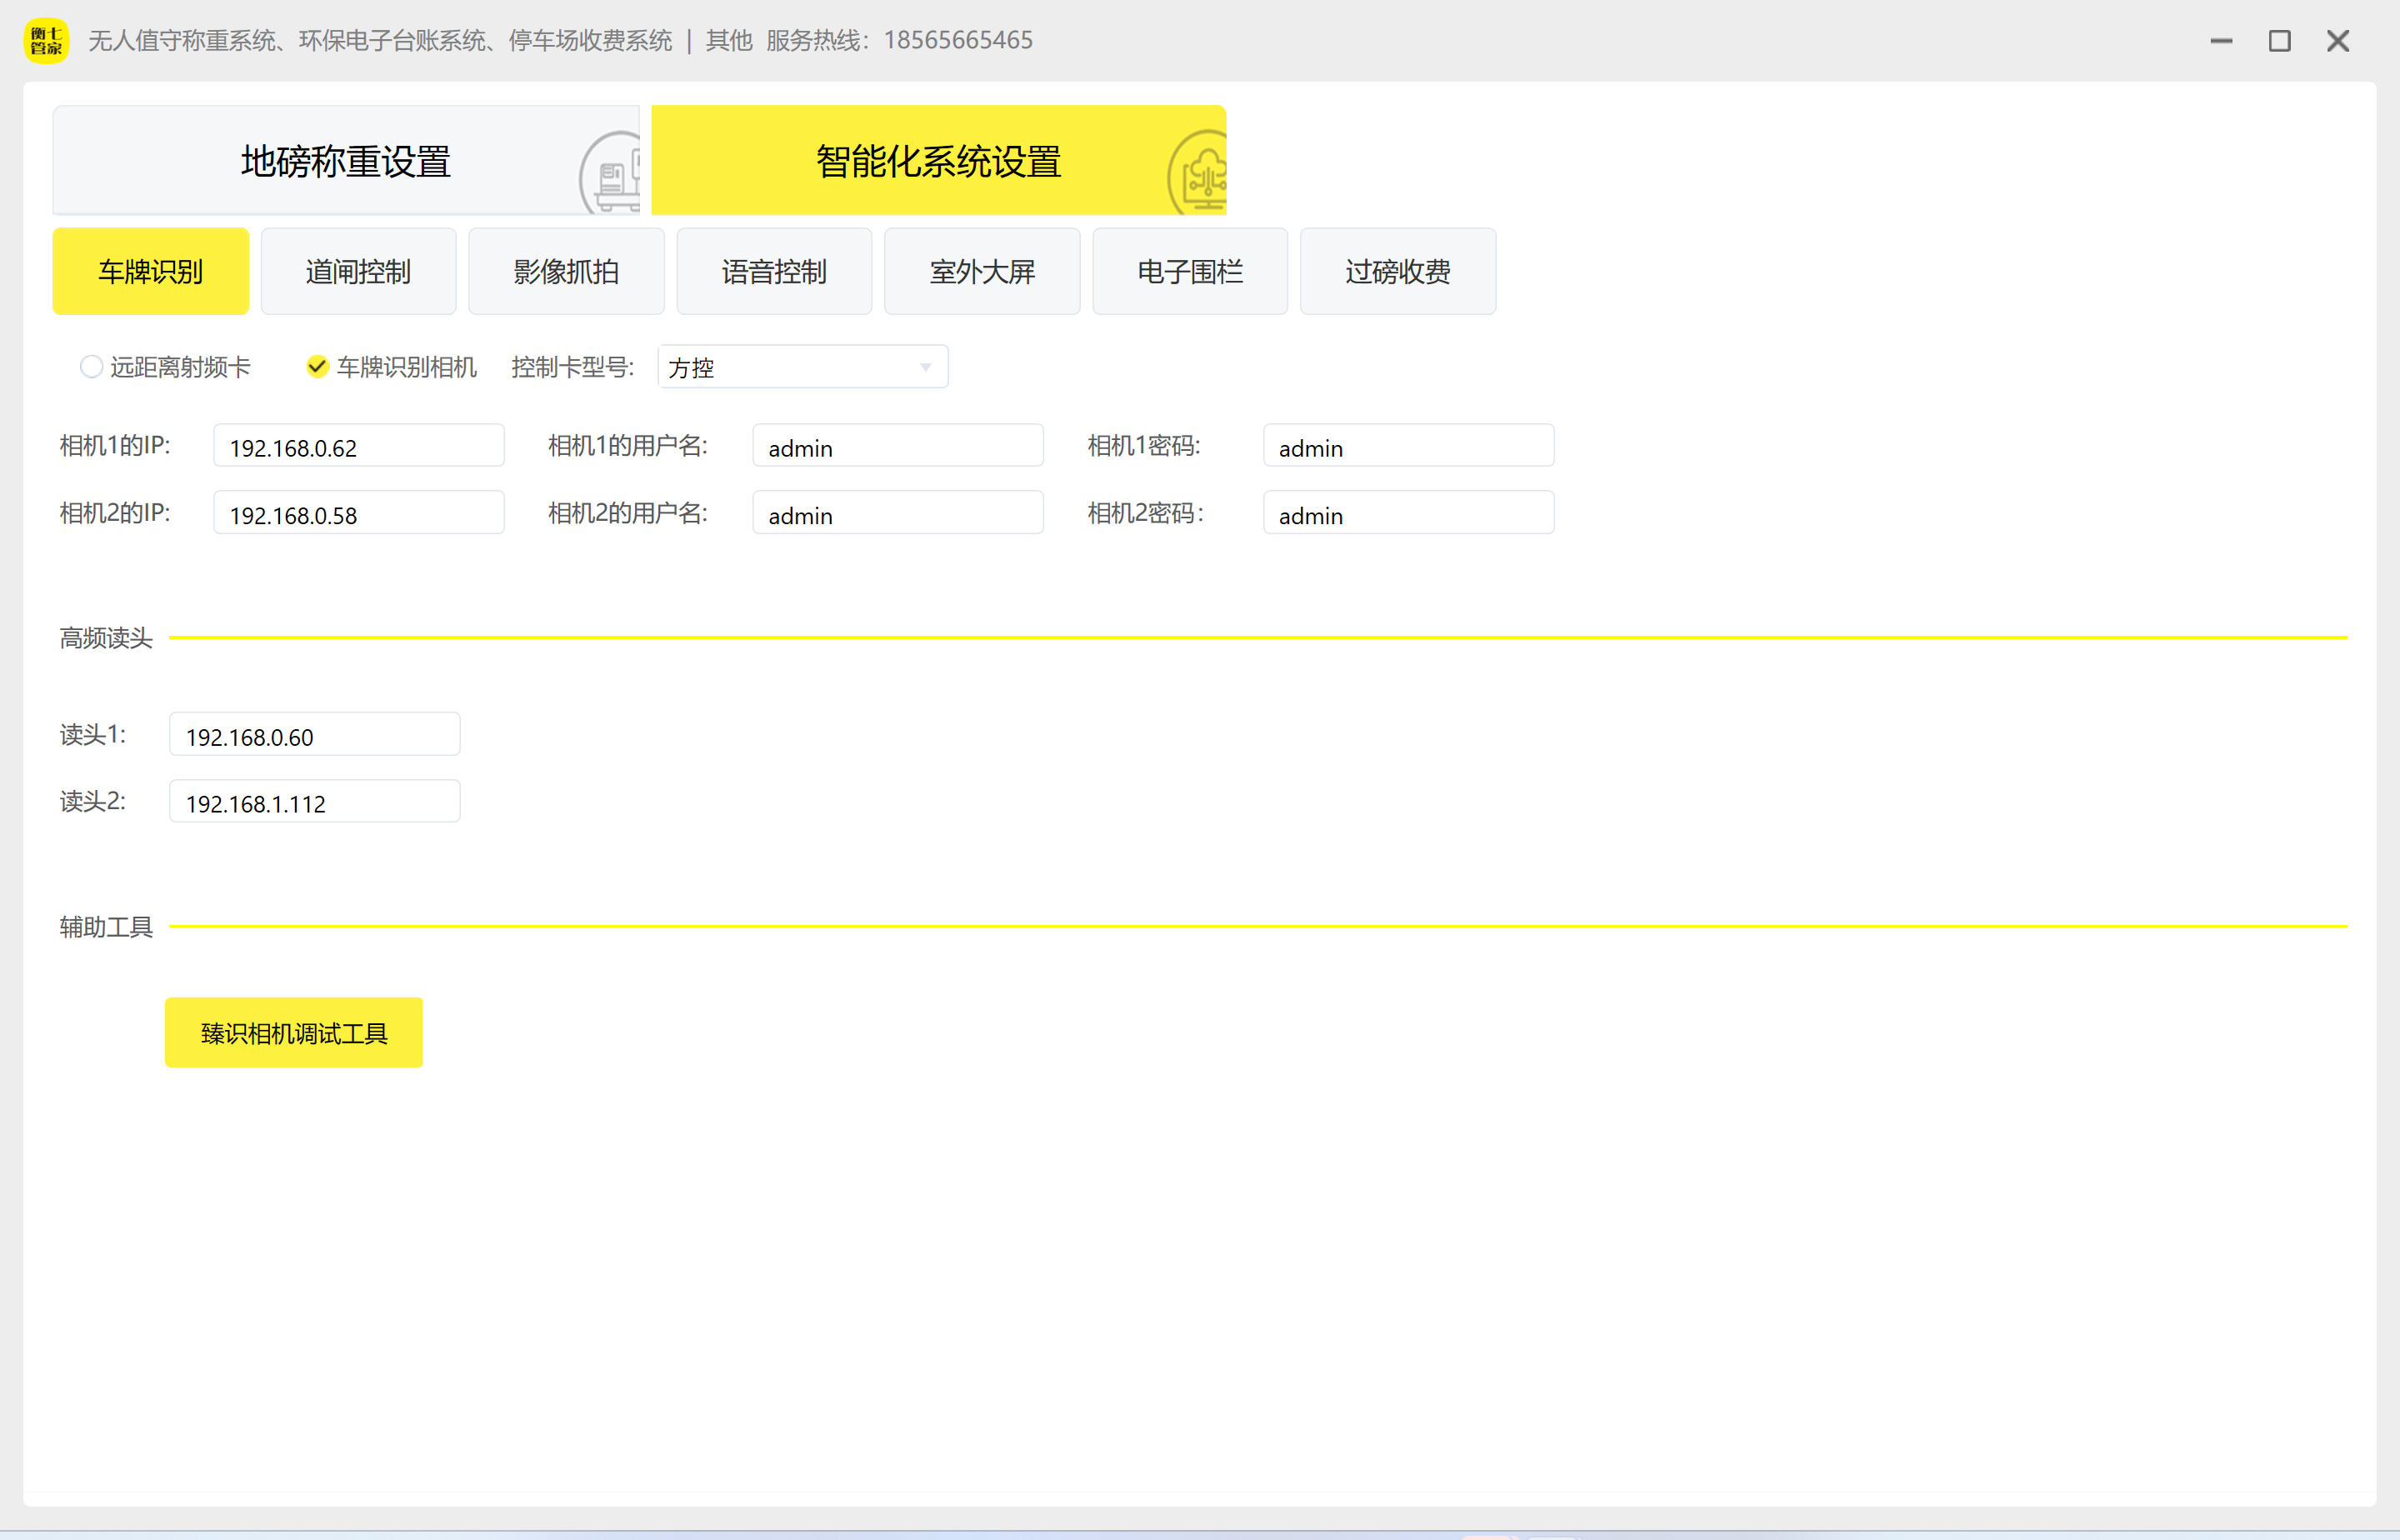 衡七
管家
无人值守称重系统、环保电子台账系统、停车场收费系统 | 其他 服务热线：18565665465
地磅称重设置 智能化系统设置
车牌识别 道闸控制 影像抓拍 语音控制 室外大屏 电子围栏 过磅收费
远距离射频卡 车牌识别相机 控制卡型号: 方控
相机1的IP: 192.168.0.62 相机1的用户名: admin 相机1密码: admin
相机2的IP: 192.168.0.58 相机2的用户名: admin 相机2密码： admin
高频读头
读头1: 192.168.0.60
读头2: 192.168.1.112
辅助工具
臻识相机调试工具